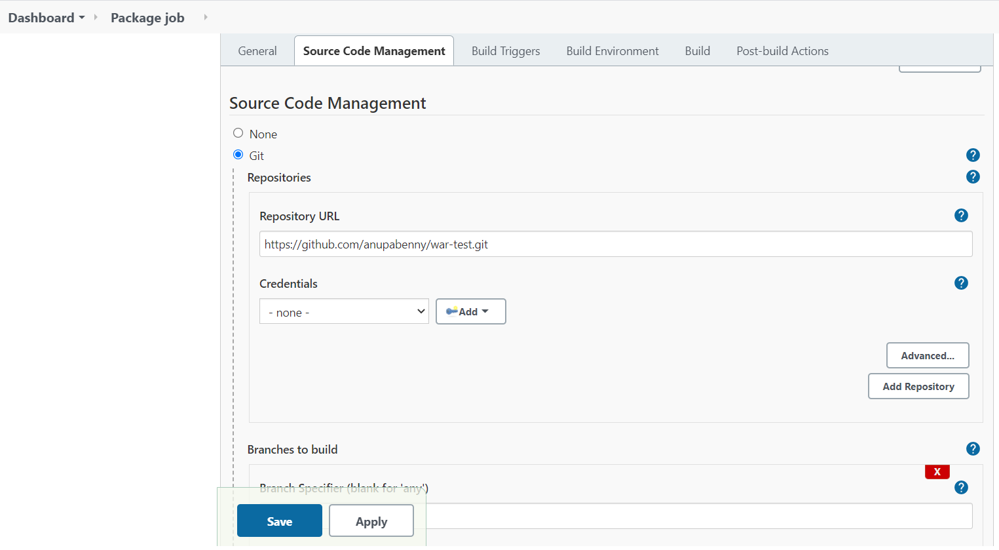 Dashboard Package job
General Source Code Management Build Triggers Build Environment Build Post-build Actions
Source Code Management
None
Git
?
Repositories
?
Repository URL
?
https://github.com/anupabenny/war-test.git
Credentials
?
- none -
Add
Advanced...
Add Repository
Branches to build
?
X
Branch Specifier (blank for 'any')
?
Save Apply